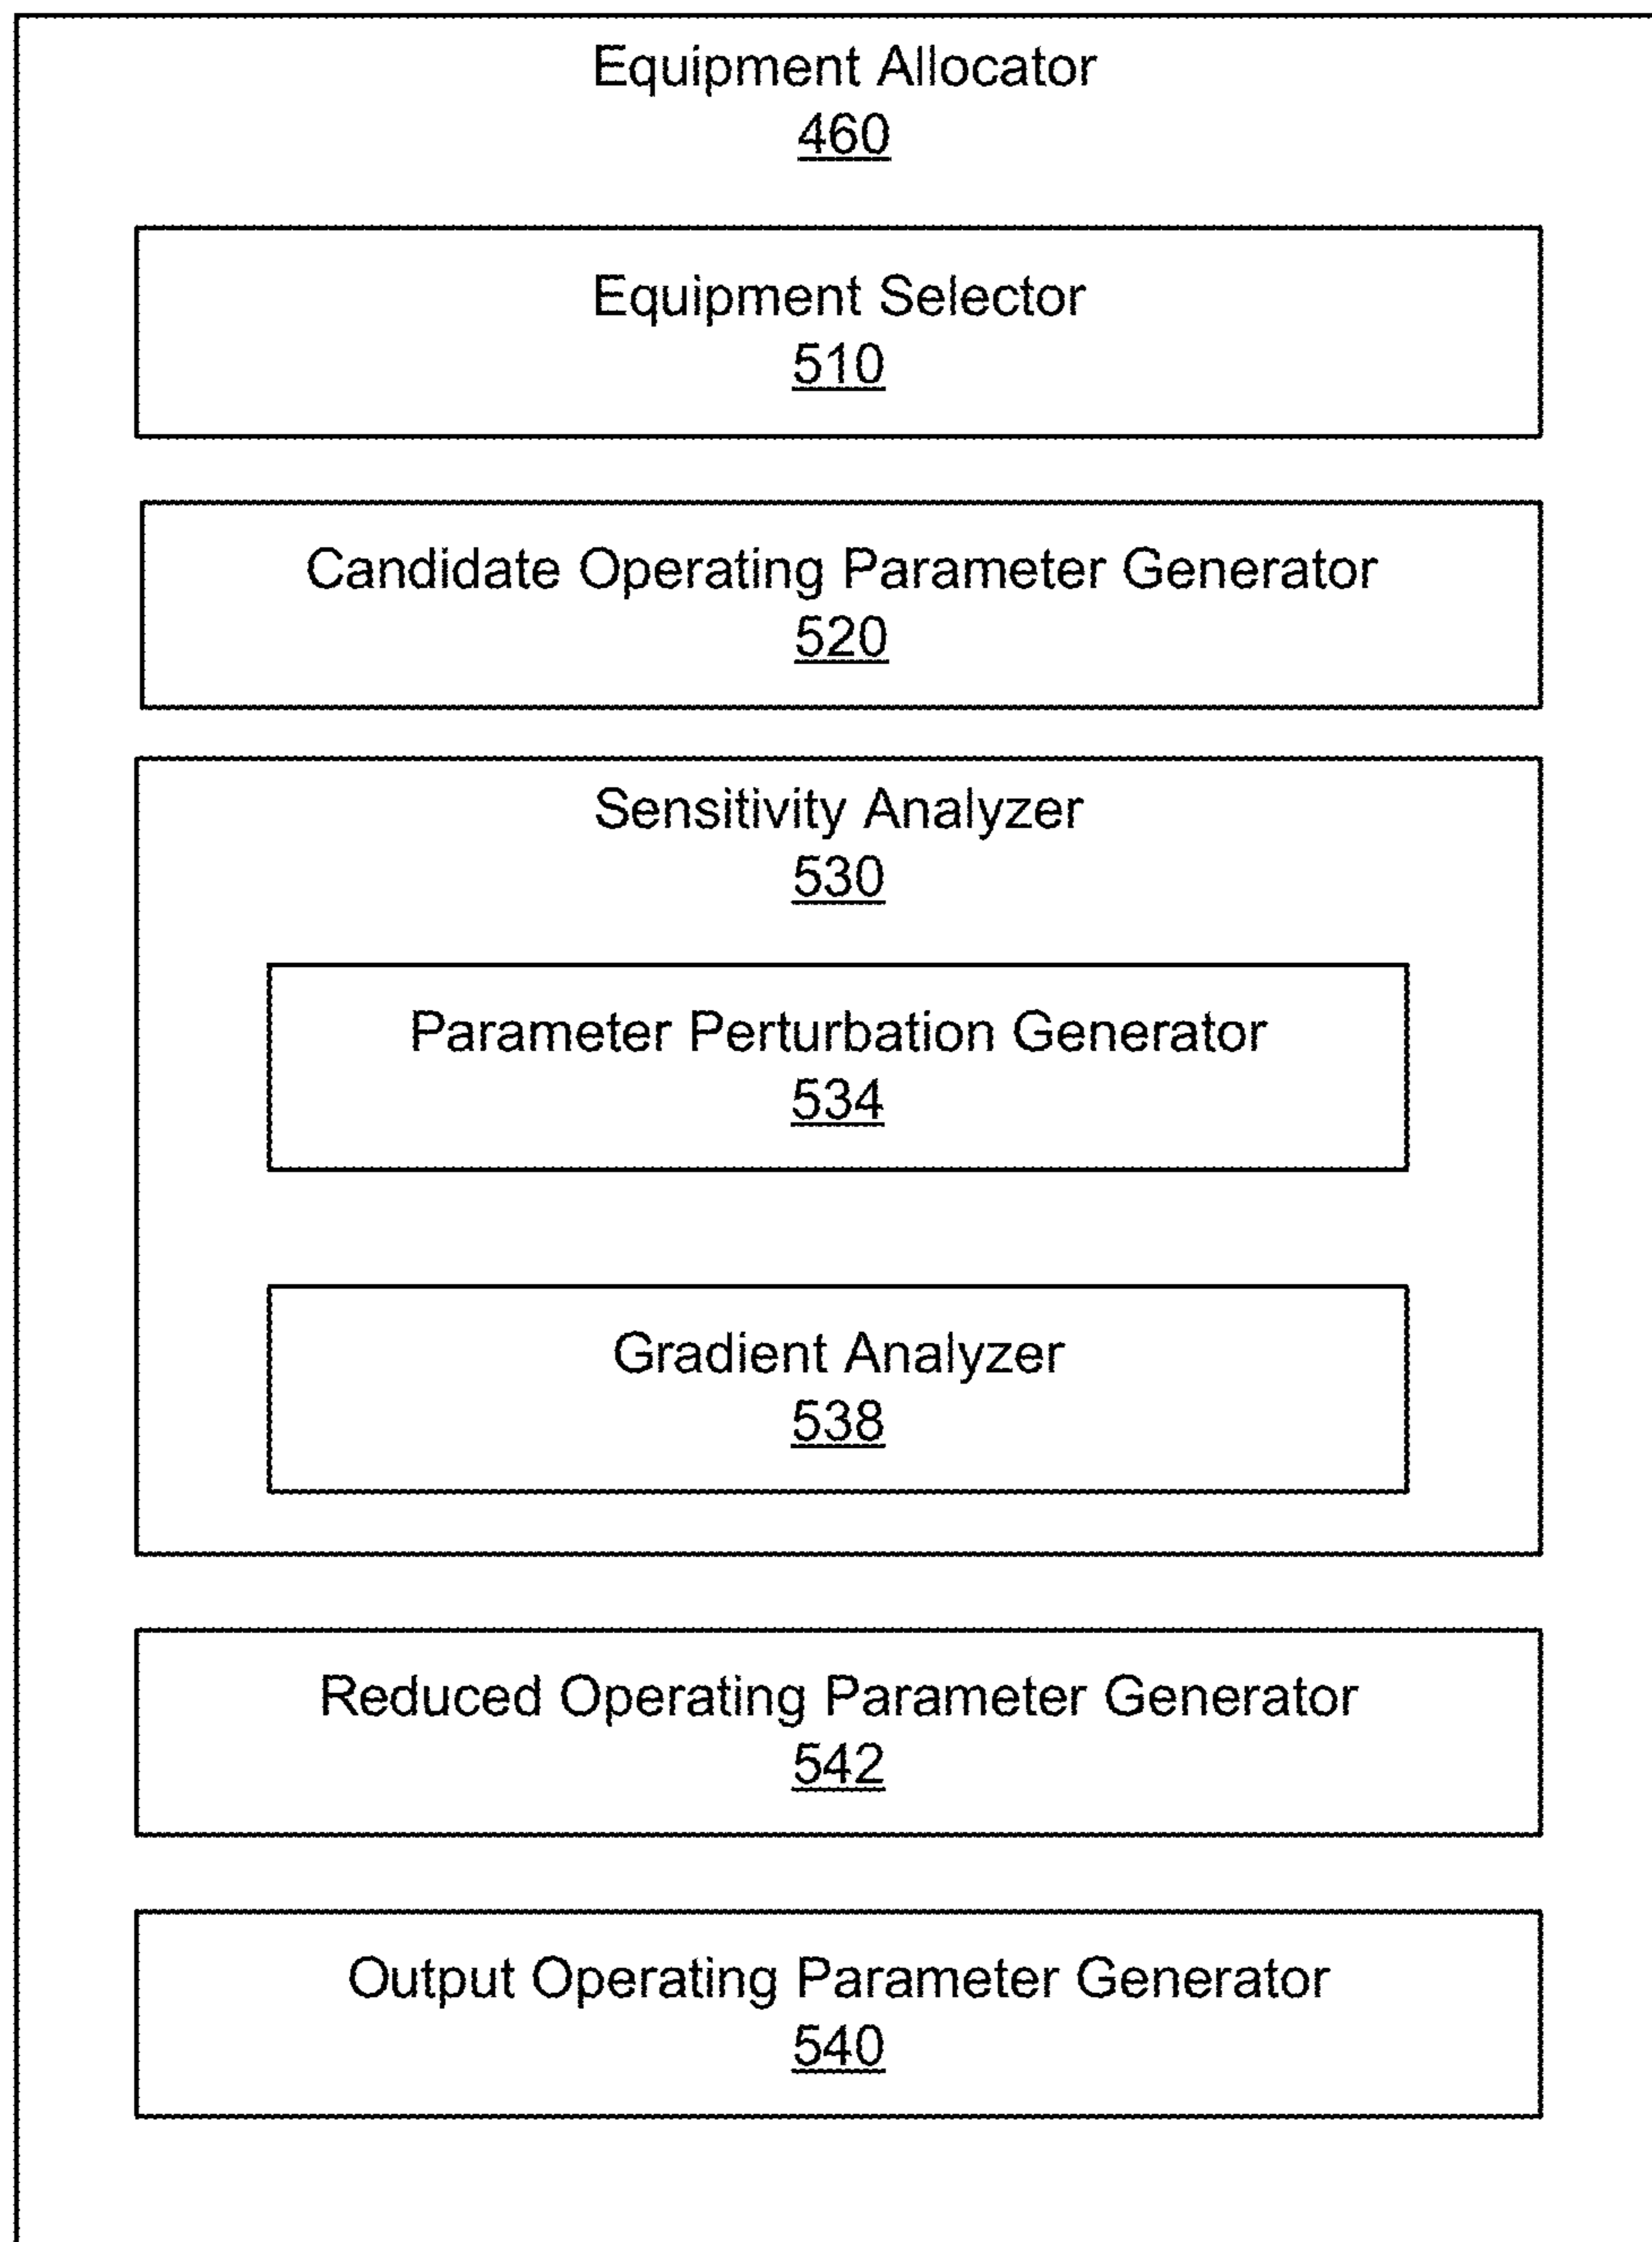 Equipment Allocator
460
Equipment Selector
510
Candidate Operating Parameter Generator
520
Sensitivity Analyzer
530
Parameter Perturbation Generator
534
Gradient Analyzer
538
Reduced Operating Parameter Generator
542
Output Operating Parameter Generator
540